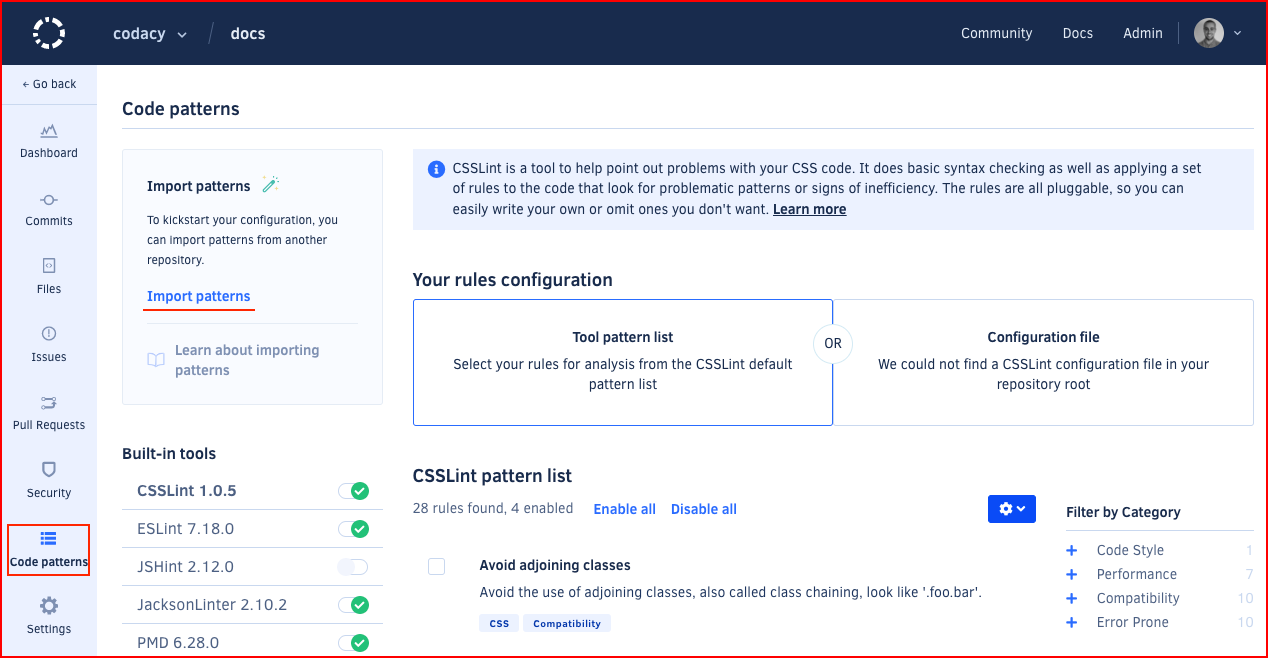 codacy
docs
Community
Docs
Admin
← Go back
Dashboard
Commits
Files
Issues
Pull Requests
Security
Code patterns
Settings
Code patterns
Import patterns
To kickstart your configuration, you
can import patterns from another
repository.
Import patterns
Learn about importing
patterns
Built-in tools
CSSLint 1.0.5
ESLint 7.18.0
JSHint 2.12.0
JacksonLinter 2.10.2
PMD 6.28.0
CSSLint is a tool to help point out problems with your CSS code. It does basic syntax checking as well as applying a set
of rules to the code that look for problematic patterns or signs of inefficiency. The rules are all pluggable, so you can
easily write your own or omit ones you don't want. Learn more
Your rules configuration
Tool pattern list
Select your rules for analysis from the CSSLint default
pattern list
OR
Configuration file
We could not find a CSSLint configuration file in your
repository root
CSSLint pattern list
28 rules found, 4 enabled
Enable all
Disable all
Avoid adjoining classes
Avoid the use of adjoining classes, also called class chaining, look like '.foo.bar'.
CSS
Compatibility
Filter by Category
+ Code Style 1
+ Performance 7
+ Compatibility 10
+ Error Prone 10